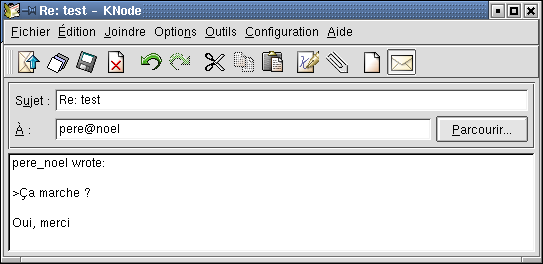 Re: test - KNode
Fichier Édition Joindre Options Outils Configuration Aide
Sujet : Re: test
À : pere@noel Parcourir...
pere_noel wrote:
>Ça marche ?
Oui, merci